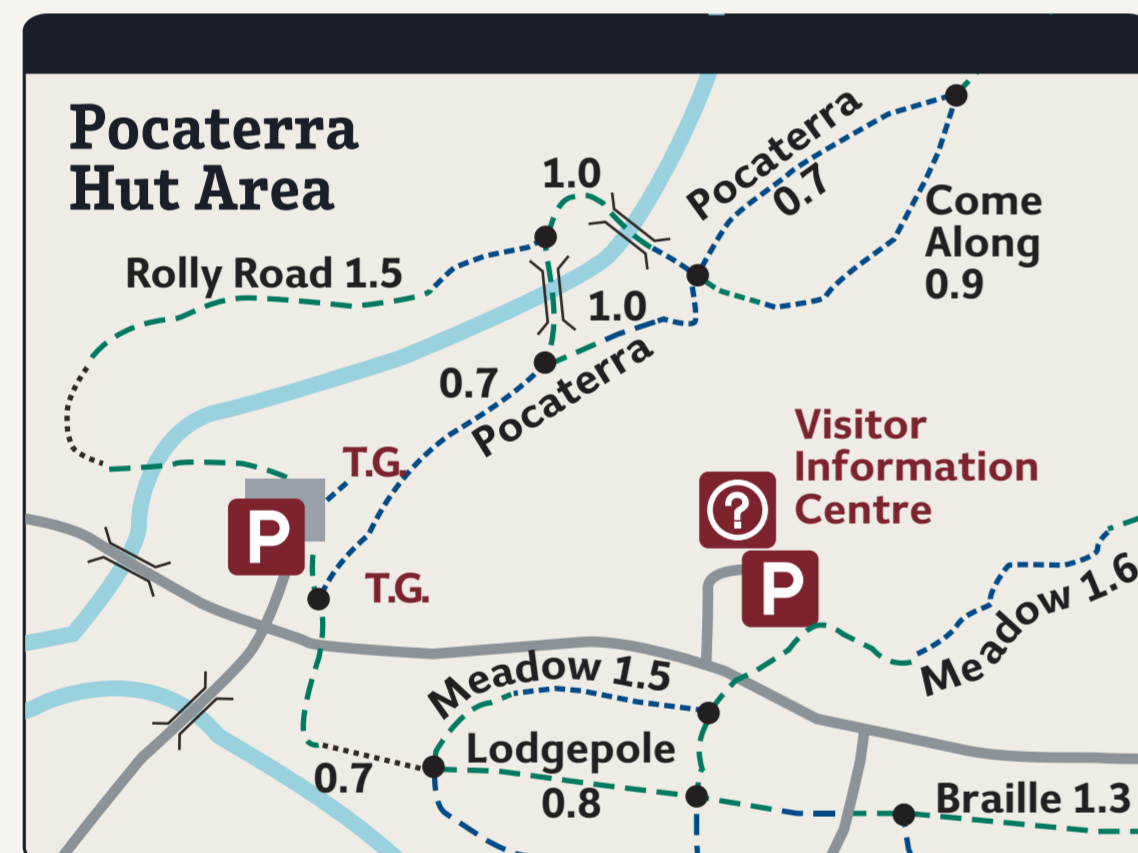 Pocaterra
Hut Area
1.0
Pocaterra
0.7
Come
Along
0.9
Rolly Road 1.5
1.0
0.7
Pocaterra
T.G.
Visitor
Information
Centre
?
P
P
T.G.
Meadow 1.6
Meadow 1.5
Lodgepole
0.7
0.8
Braille 1.3